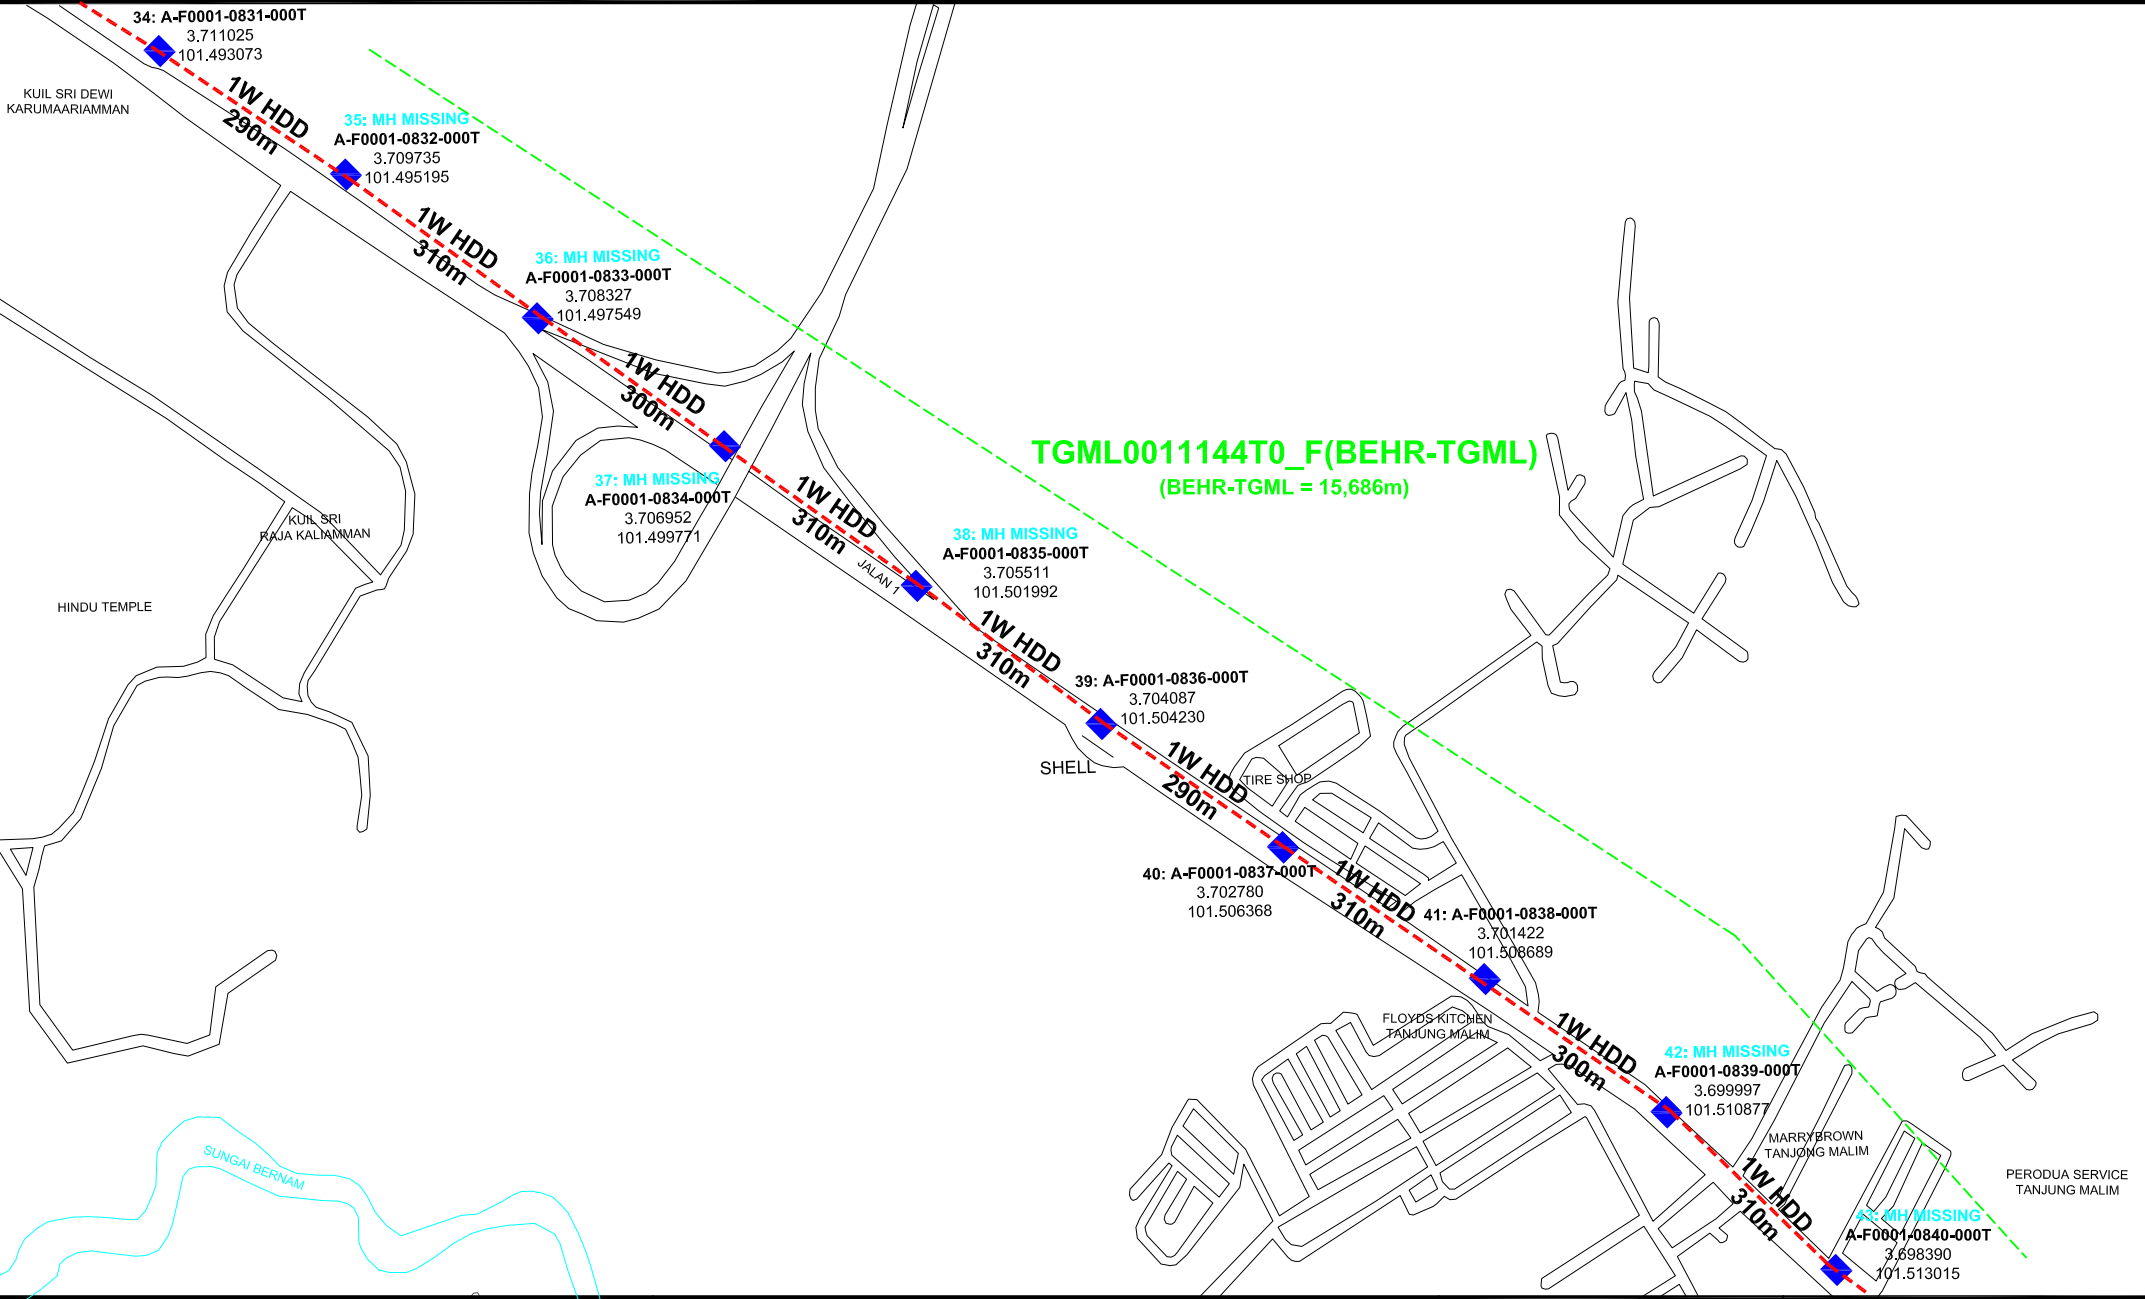 34: A-F0001-0831-000T
3.711025
101.493073
KUIL SRI DEWI
KARUMAARIAMMAN
1W HDD
290m
35: MH MISSING
A-F0001-0832-000T
3.709735
101.495195
1W HDD
310m
36: MH MISSING
A-F0001-0833-000T
3.708327
101.497549
1W HDD
300m
37: MH MISSING
A-F0001-0834-000T
3.706952
101.499771
TGML0011144T0_F(BEHR-TGML)
(BEHR-TGML = 15,686m)
1W HDD
310m
JALAN 1
38: MH MISSING
A-F0001-0835-000T
3.705511
101.501992
KUIL SRI
RAJA KALIAMMAN
HINDU TEMPLE
1W HDD
310m
39: A-F0001-0836-000T
3.704087
101.504230
SHELL
1W HDD
290m
TIRE SHOP
40: A-F0001-0837-000T
3.702780
101.506368
1W HDD
310m
41: A-F0001-0838-000T
3.701422
101.508689
FLOYDS KITCHEN
TANJUNG MALIM
1W HDD
300m
42: MH MISSING
A-F0001-0839-000T
3.699997
101.510877
MARRYBROWN
TANJONG MALIM
PERODUA SERVICE
TANJUNG MALIM
1W HDD
310m
43: MH MISSING
A-F0001-0840-000T
3.698390
101.513015
SUNGAI BERNAM